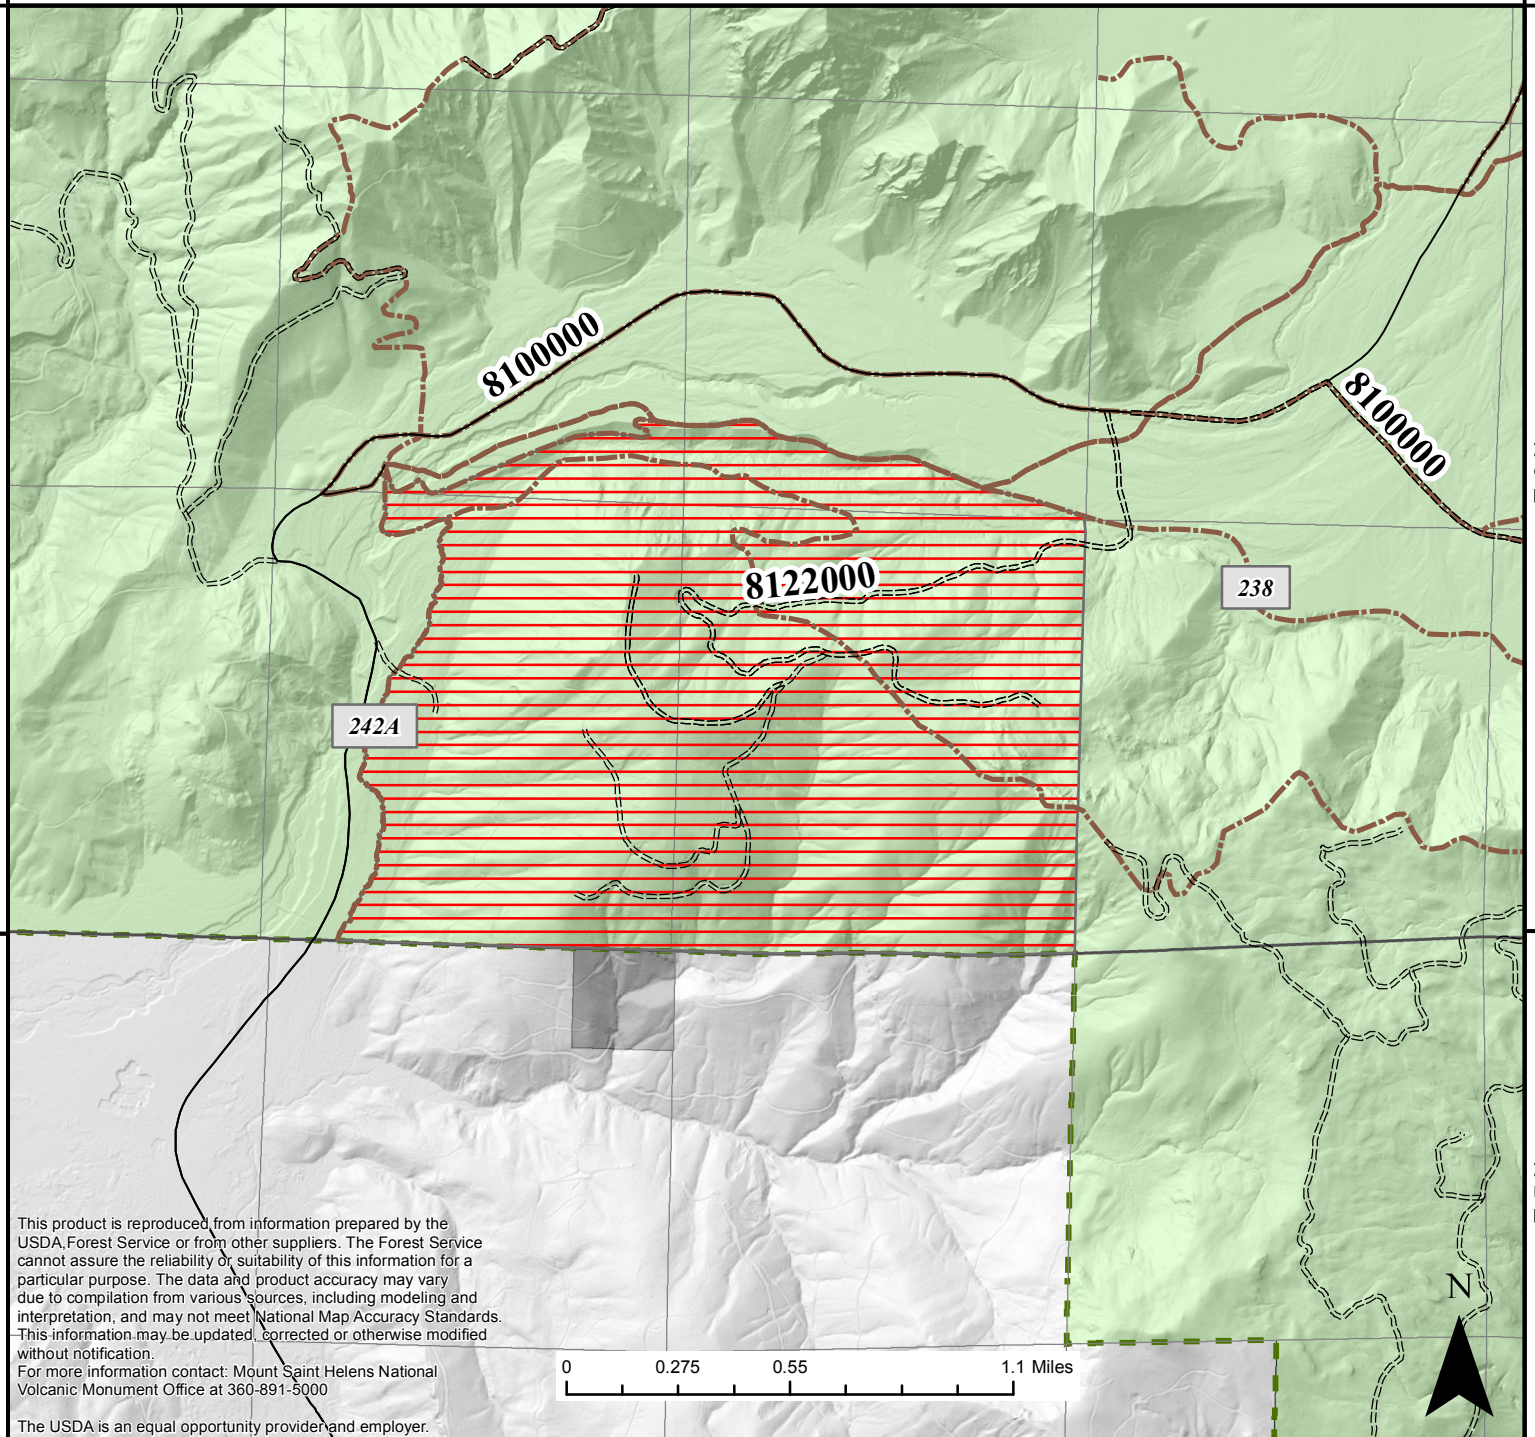 8100000
8100000
8122000
238
242A
This product is reproduced from information prepared by the
USDA,Forest Service or from other suppliers. The Forest Service
cannot assure the reliability or suitability of this information for a
particular purpose. The data and product accuracy may vary
due to compilation from various sources, including modeling and
interpretation, and may not meet National Map Accuracy Standards.
This information may be updated, corrected or otherwise modified
without notification.
For more information contact: Mount Saint Helens National
Volcanic Monument Office at 360-891-5000
The USDA is an equal opportunity provider and employer.
0 0.275 0.55 1.1 Miles
N